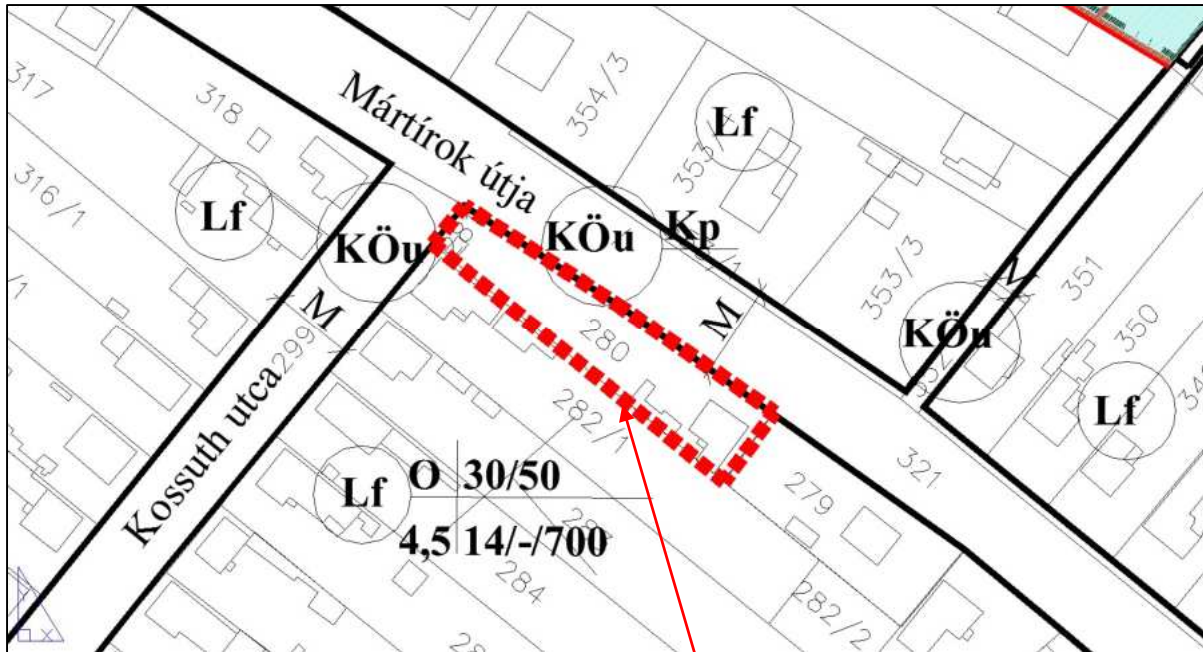 317
318
354/3
Mártírok útja
353/4
Lf
316/1
Lf
KÖu
KÖu
Kp
353/3
351
M
350
KÖu
M
M
280
299
Kossuth utca
282/1
Lf
321
Lf
O 30/50
4,5 14/-/700
279
284
282/2
X